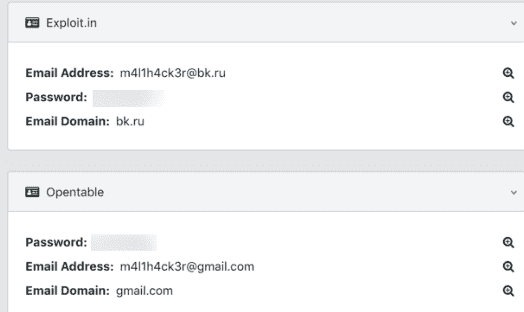 Exploit.in
Email Address: m4l1h4ck3r@bk.ru
Password:
Email Domain: bk.ru
Opentable
Password:
Email Address: m4l1h4ck3r@gmail.com
Email Domain: gmail.com